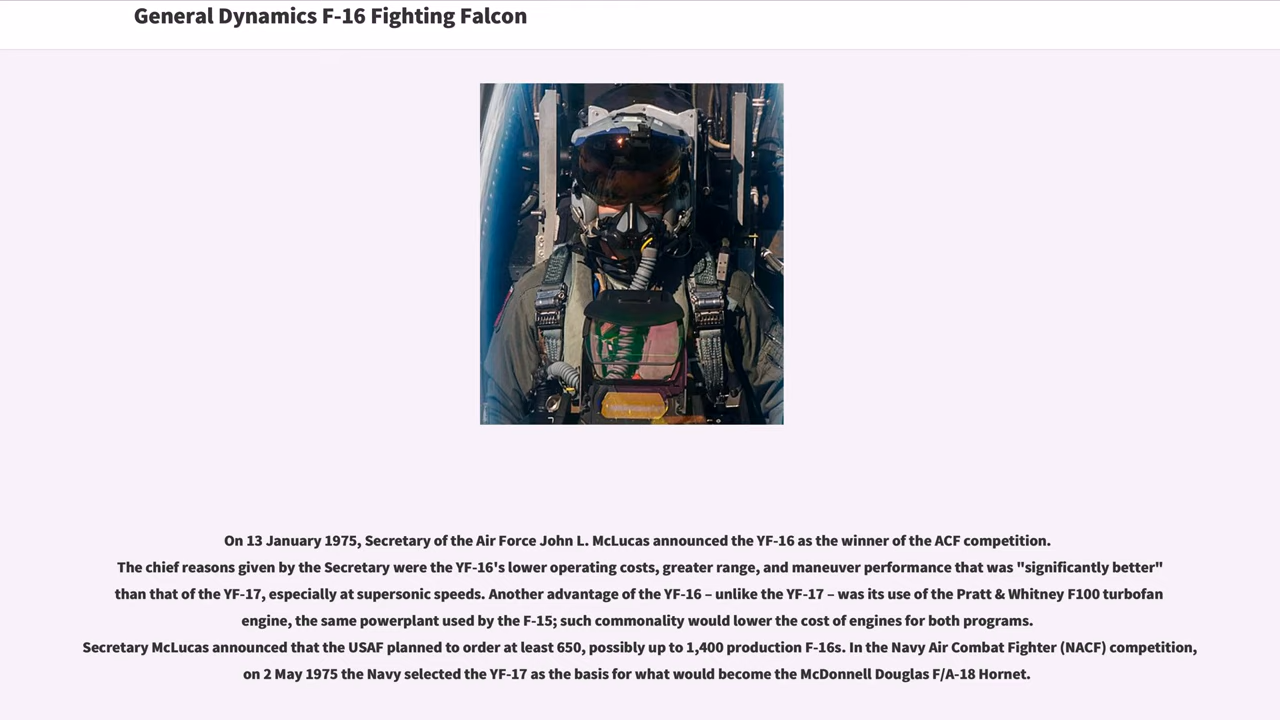 General Dynamics F-16 Fighting Falcon
On 13 January 1975, Secretary of the Air Force John L. McLucas announced the YF-16 as the winner of the ACF competition.
The chief reasons given by the Secretary were the YF-16's lower operating costs, greater range, and maneuver performance that was "significantly better"
than that of the YF-17, especially at supersonic speeds. Another advantage of the YF-16 – unlike the YF-17 – was its use of the Pratt & Whitney F100 turbofan
engine, the same powerplant used by the F-15; such commonality would lower the cost of engines for both programs.
Secretary McLucas announced that the USAF planned to order at least 650, possibly up to 1,400 production F-16s. In the Navy Air Combat Fighter (NACF) competition,
on 2 May 1975 the Navy selected the YF-17 as the basis for what would become the McDonnell Douglas F/A-18 Hornet.